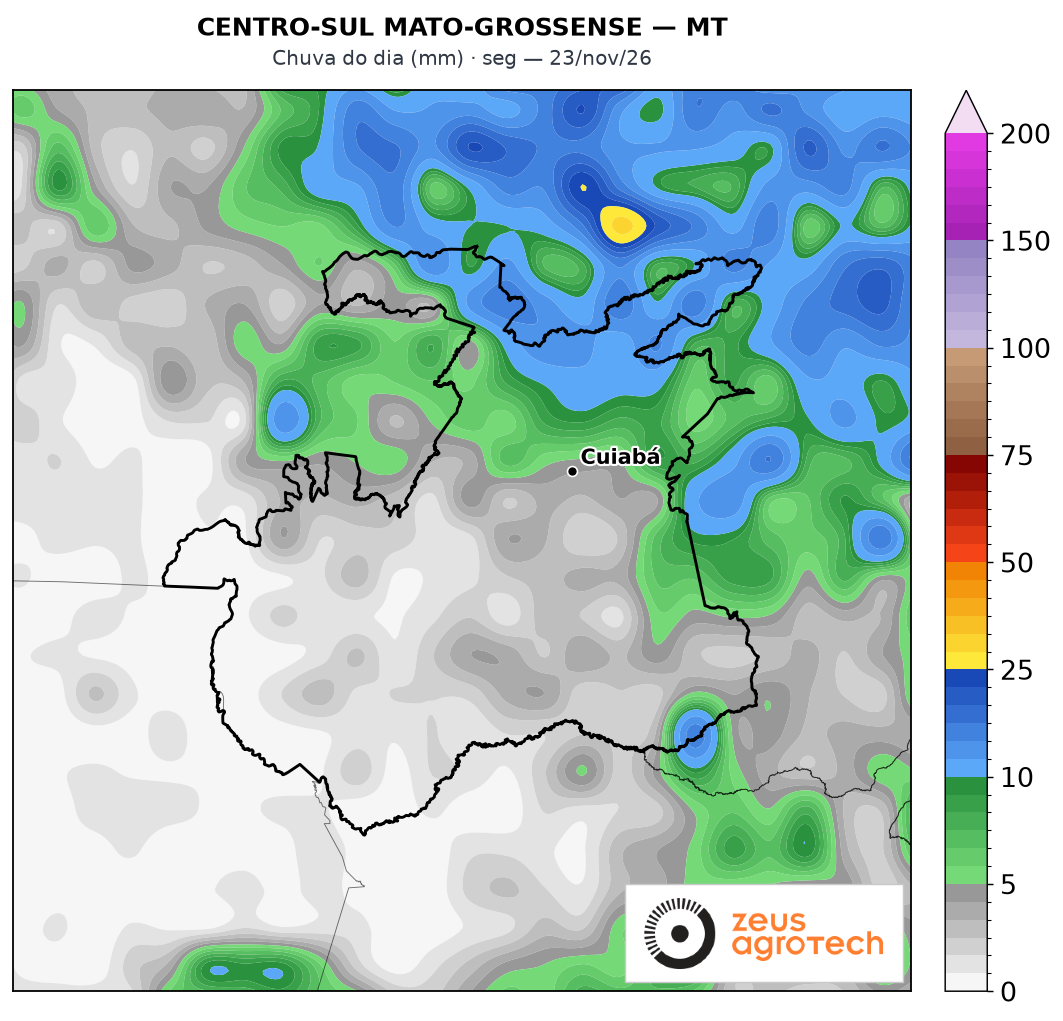 CENTRO-SUL MATO-GROSSENSE — MT
Chuva do dia (mm) · seg — 23/nov/26
200
150
100
75
50
25
10
5
0
Cuiabá
zeus
agrotech